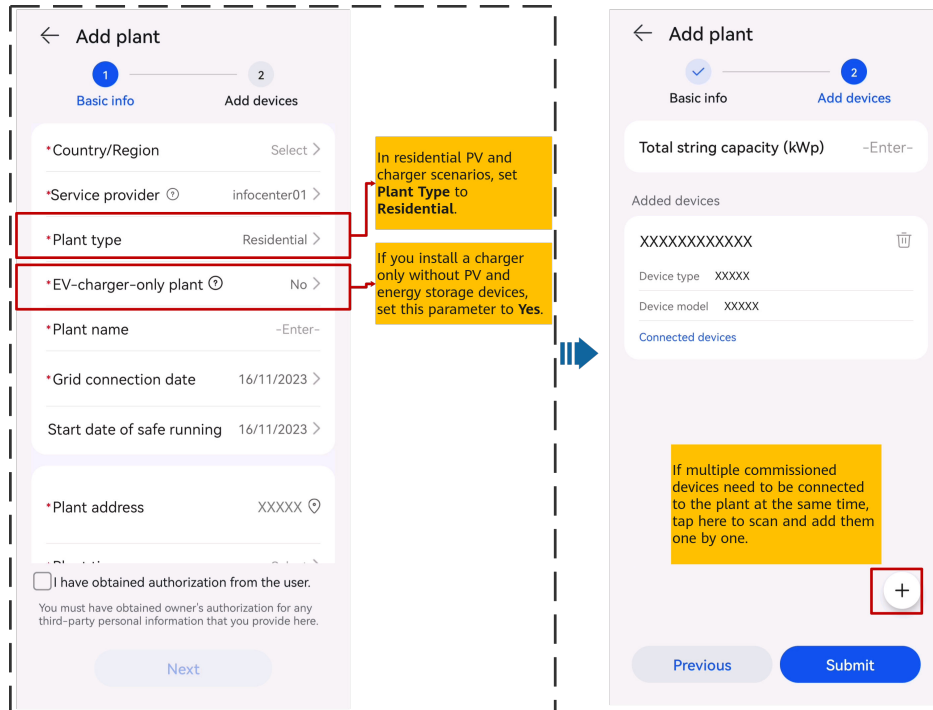 Add plant
1
2
Basic info
Add devices
*Country/Region
Select >
*Service provider ?
infocenter01 >
*Plant type
Residential >
*EV-charger-only plant ?
No >
*Plant name
-Enter-
*Grid connection date
16/11/2023 >
Start date of safe running
16/11/2023 >
*Plant address
XXXXX
I have obtained authorization from the user.
You must have obtained owner's authorization for any
third-party personal information that you provide here.
Next
In residential PV and
charger scenarios, set
Plant Type to
Residential.
If you install a charger
only without PV and
energy storage devices,
set this parameter to Yes.
Add plant
2
Basic info
Add devices
Total string capacity (kWp)
-Enter-
Added devices
XXXXXXXXXXXX
Device type XXXXX
Device model XXXXX
Connected devices
If multiple commissioned
devices need to be connected
to the plant at the same time,
tap here to scan and add them
one by one.
+
Previous
Submit